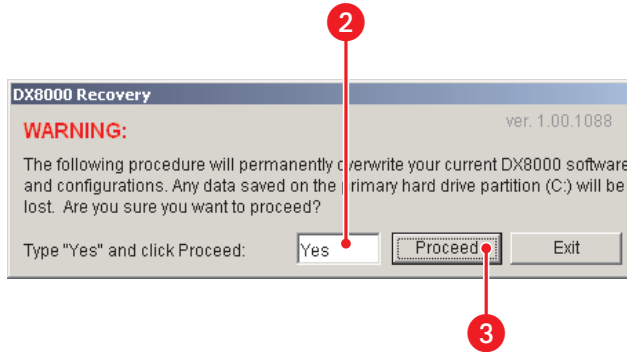 2
DX8000 Recovery
WARNING:
ver. 1.00.1088
The following procedure will permanently overwrite your current DX8000 software
and configurations. Any data saved on the primary hard drive partition (C:) will be
lost. Are you sure you want to proceed?
Type "Yes" and click Proceed: Yes Proceed Exit
3